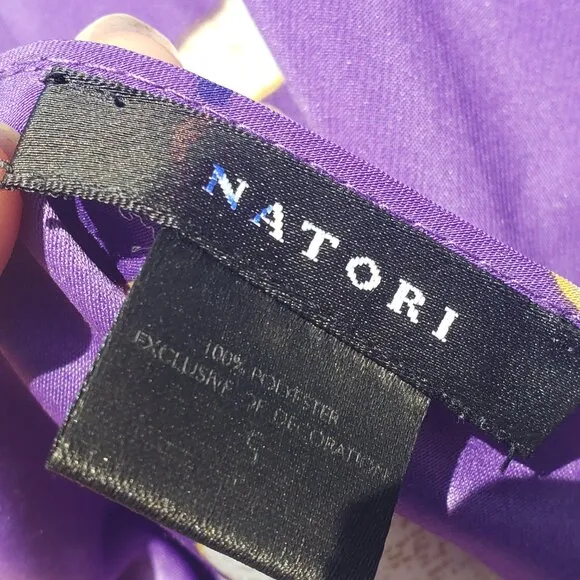 NATORI
100% POLYESTER
EXCLUSIVE OF DECORATION